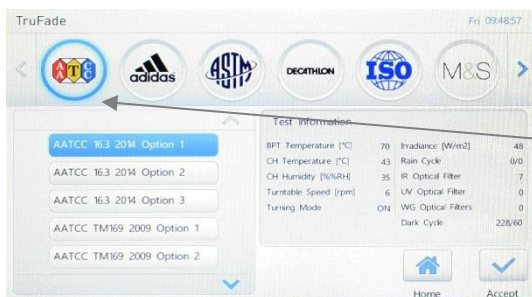 TruFade
Fri 09:48:57
AATCC
adidas
ASTM
DECATHLON
ISO
M&S
Test Information
AATCC 16.3 2014 Option 1
AATCC 16.3 2014 Option 2
AATCC 16.3 2014 Option 3
AATCC TM169 2009 Option 1
AATCC TM169 2009 Option 2
BPT Temperature [°C] 70
CH Temperature [°C] 43
CH Humidity [%%RH] 35
Turntable Speed [rpm] 6
Turning Mode ON
Irradiance [W/m2] 48
Rain Cycle 0/0
IR Optical Filter 7
UV Optical Filter 0
WG Optical Filters 0
Dark Cycle 228/60
Home
Accept